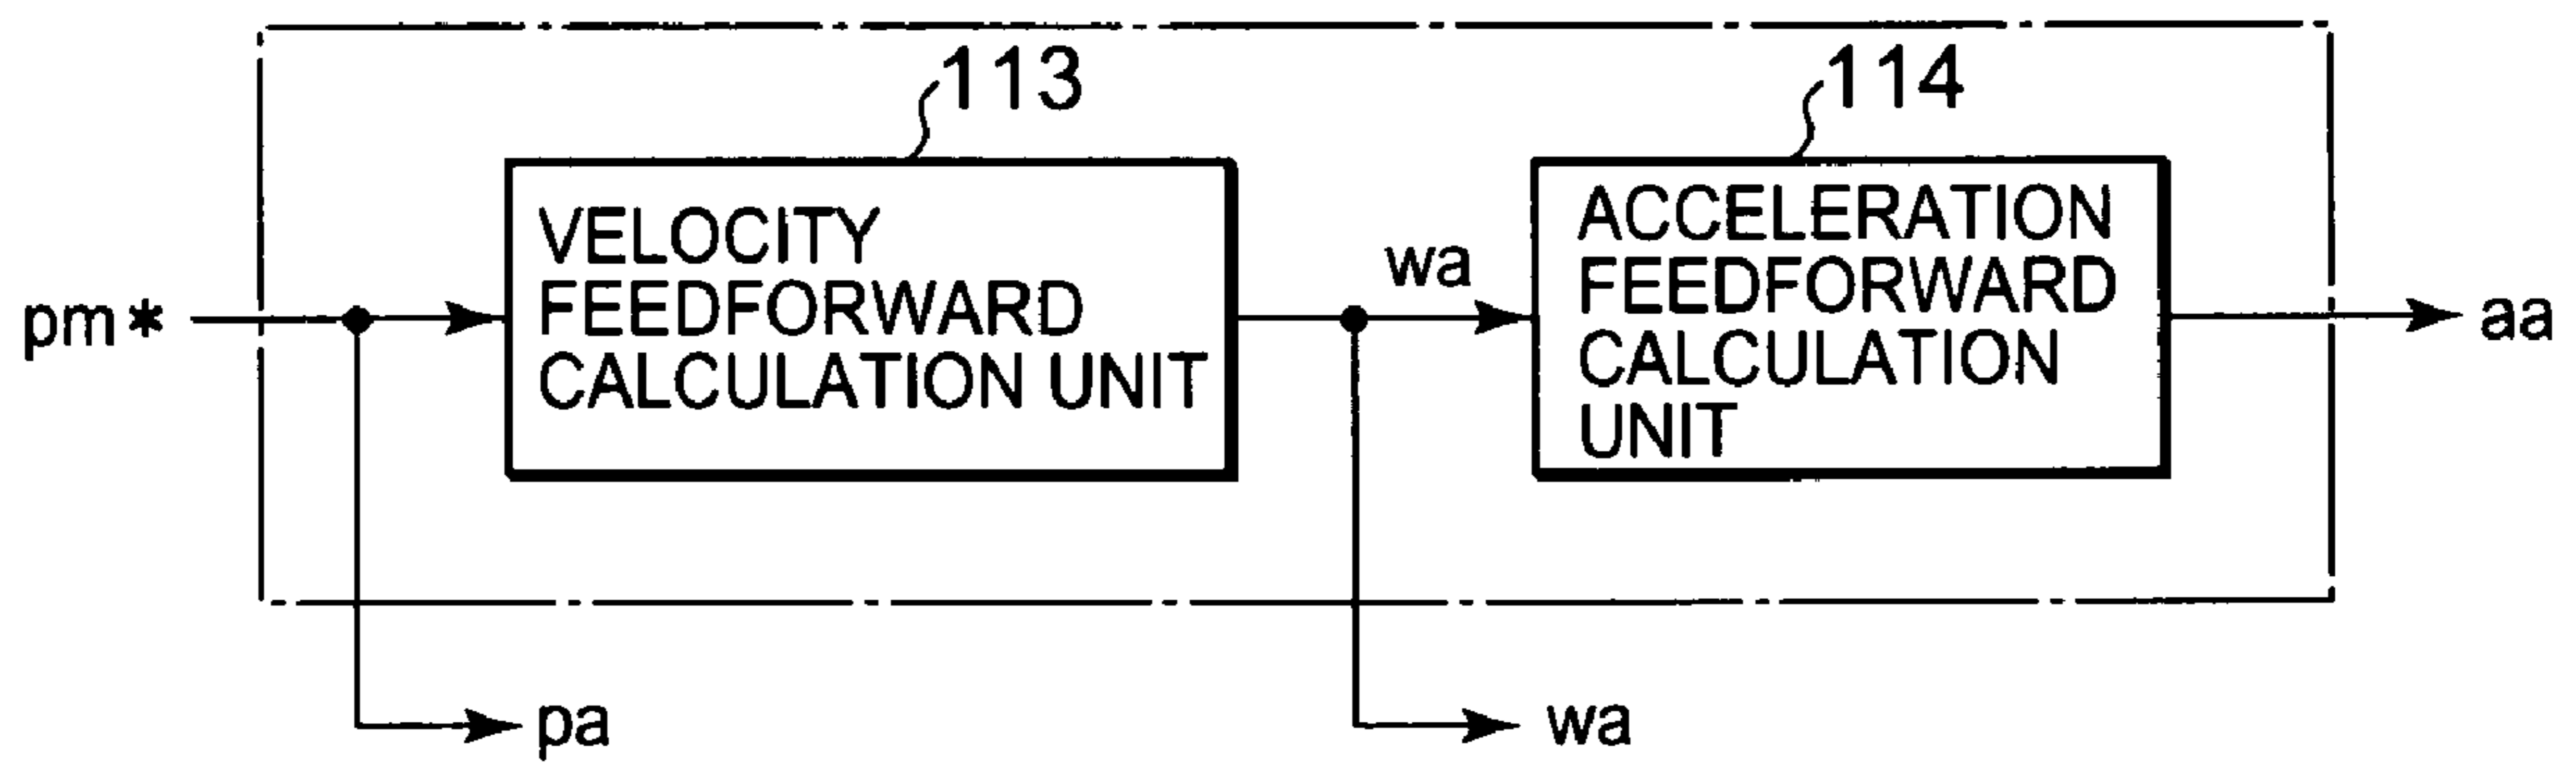 113
114
VELOCITY
FEEDFORWARD
CALCULATION UNIT
ACCELERATION
FEEDFORWARD
CALCULATION
UNIT
pm*
wa
aa
pa
wa